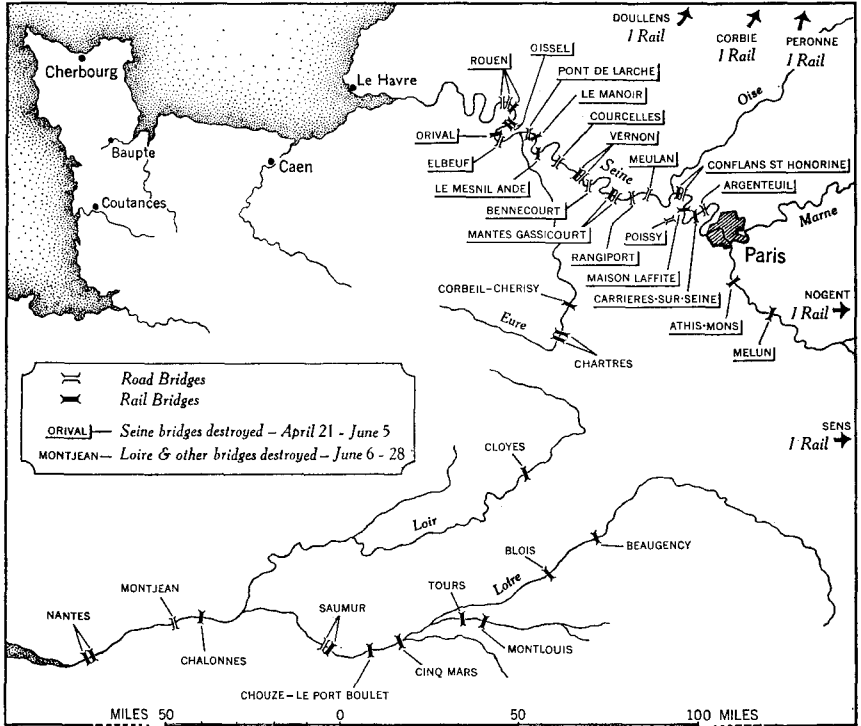 DOULLENS
1 Rail
CORBIE
1 Rail
PERONNE
1 Rail
Cherbourg
Le Havre
ROUEN
OISSEL
PONT DE LARCHE
LE MANOIR
COURCELLES
VERNON
Oise
ORIVAL
Baupte
Caen
ELBEUF
Seine
MEULAN
CONFLANS ST HONORINE
ARGENTEUIL
LE MESNIL ANDE
Coutances
BENNECOURT
MANTES GASSICOURT
POISSY
Marne
RANGIPORT
Paris
MAISON LAFFITE
CORBEIL-CHERISY
CARRIERES-SUR-SEINE
NOGENT
1 Rail
Eure
ATHIS-MONS
CHARTRES
MELUN
Road Bridges
Rail Bridges
ORIVAL — Seine bridges destroyed — April 21 - June 5
MONTJEAN — Loire & other bridges destroyed — June 6 - 28
SENS
1 Rail
CLOYES
Loir
BLOIS
BEAUGENCY
MONTJEAN
TOURS
Loire
NANTES
SAUMUR
CHALONNES
MONTLOUIS
CINQ MARS
CHOUZE-LE PORT BOULET
MILES 50 0 50 100 MILES